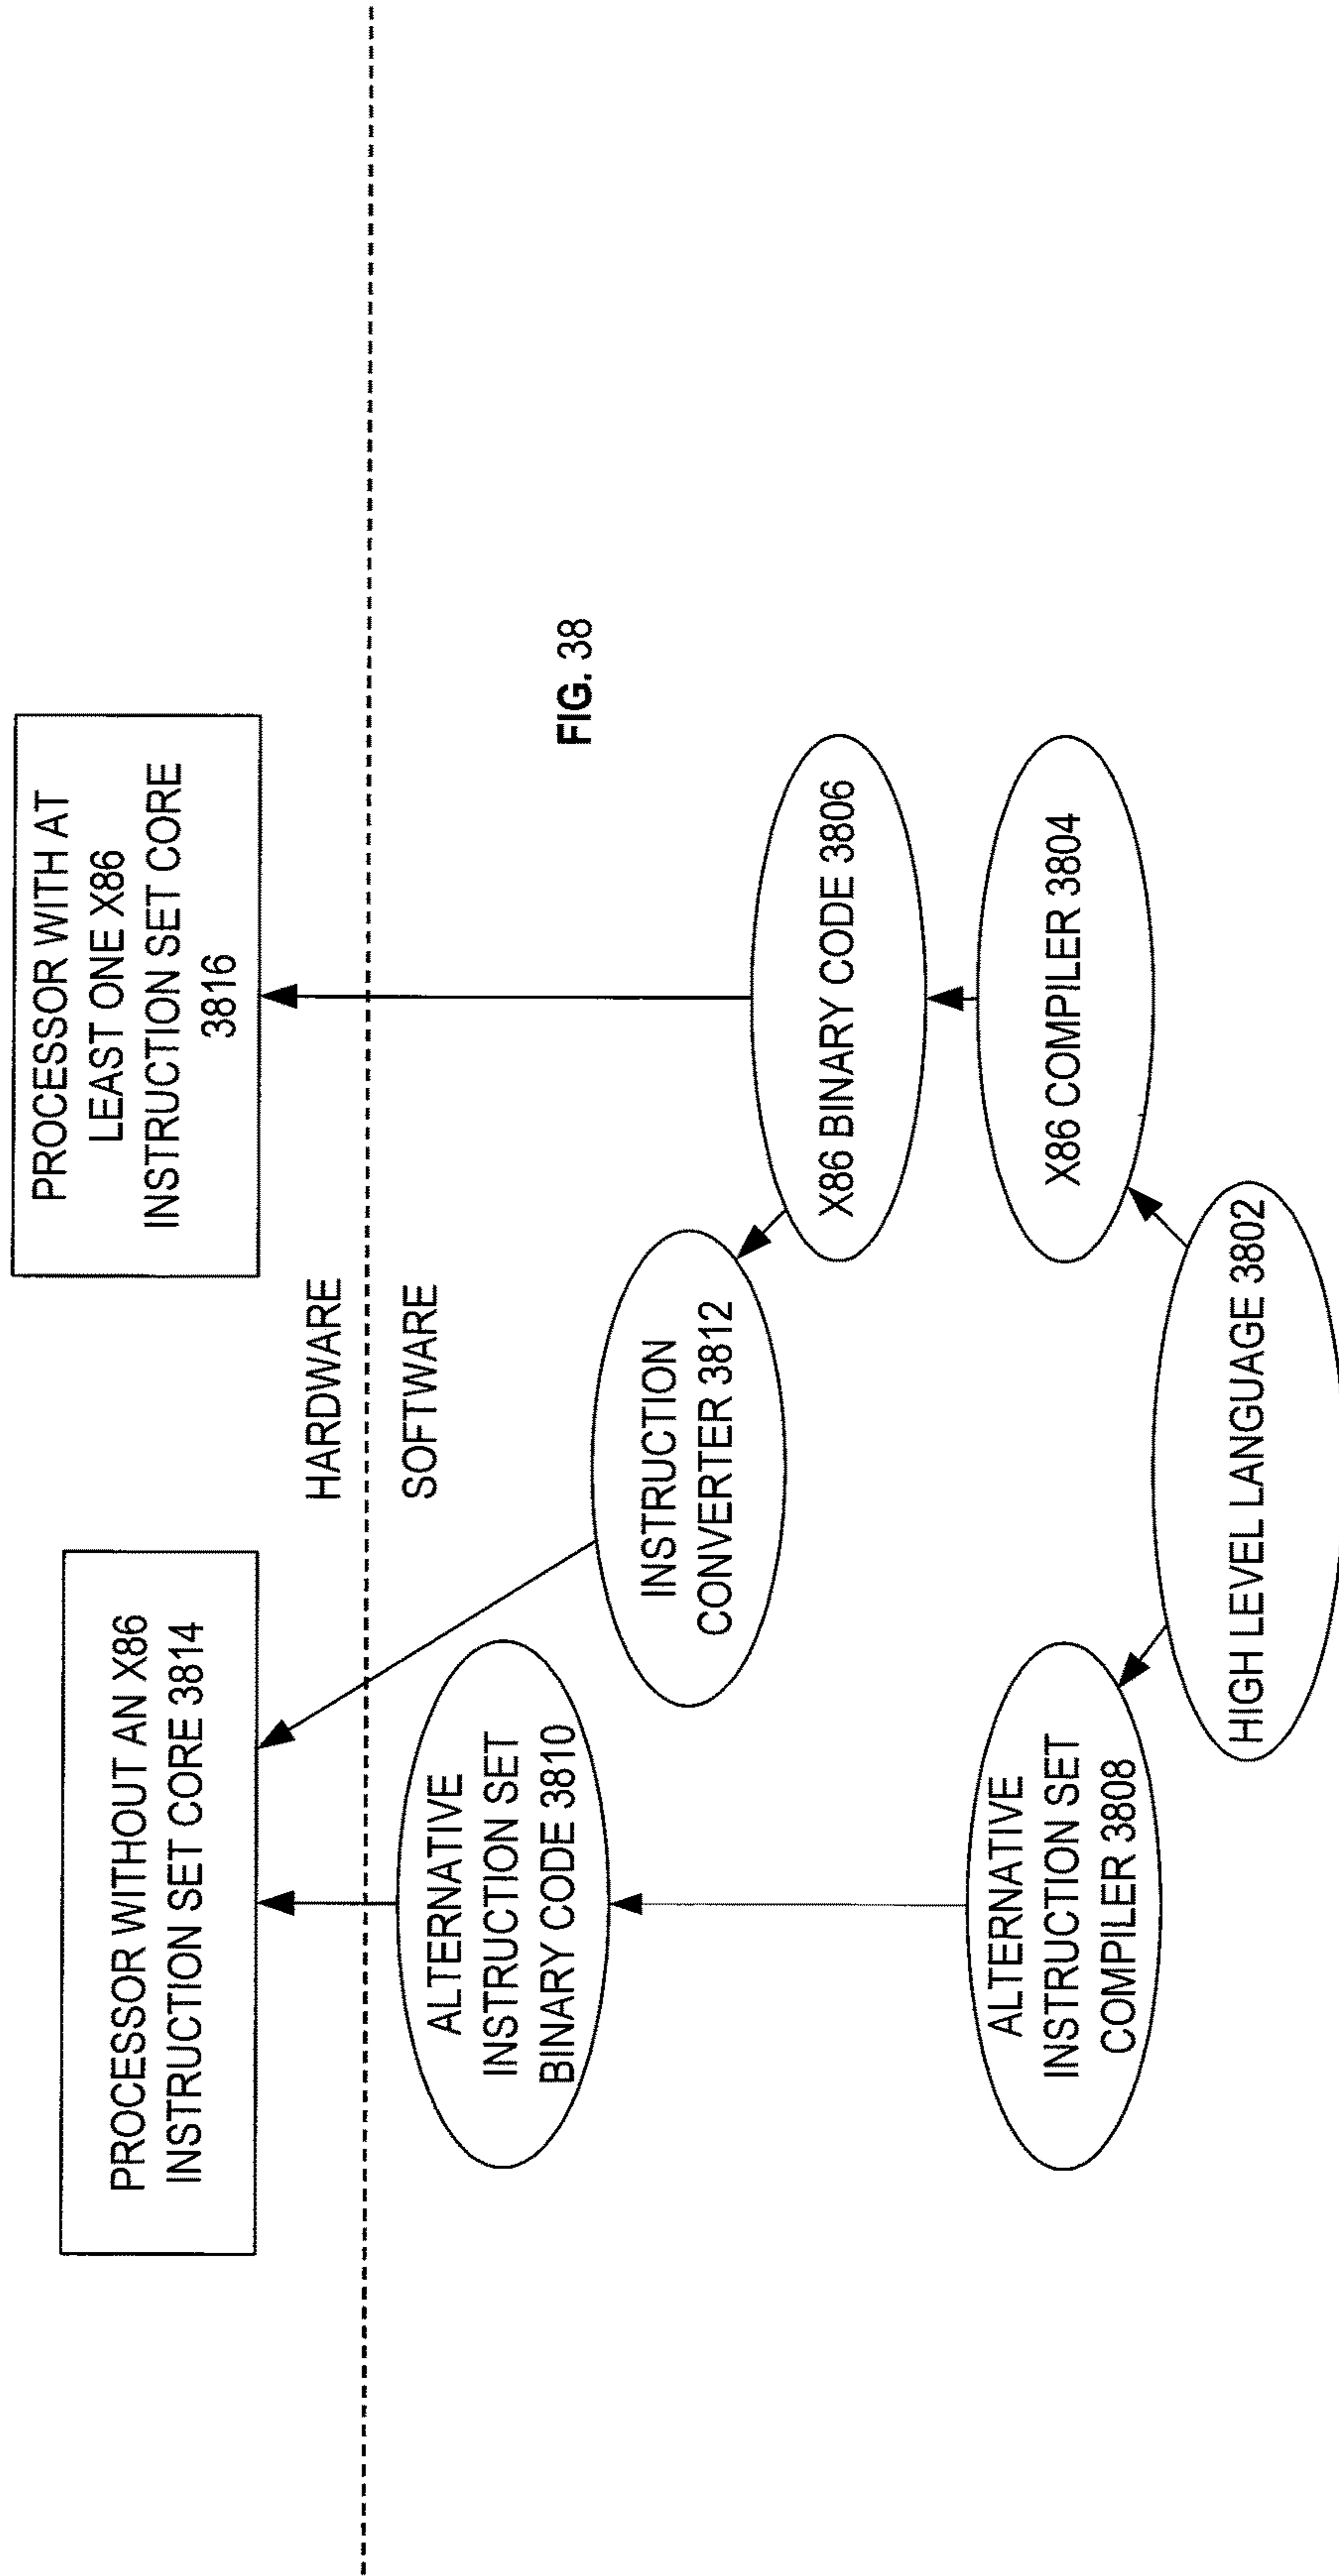 PROCESSOR WITHOUT AN X86
INSTRUCTION SET CORE 3814
PROCESSOR WITH AT
LEAST ONE X86
INSTRUCTION SET CORE
3816
HARDWARE
SOFTWARE
ALTERNATIVE
INSTRUCTION SET
BINARY CODE 3810
INSTRUCTION
CONVERTER 3812
FIG. 38
X86 BINARY CODE 3806
ALTERNATIVE
INSTRUCTION SET
COMPILER 3808
X86 COMPILER 3804
HIGH LEVEL LANGUAGE 3802